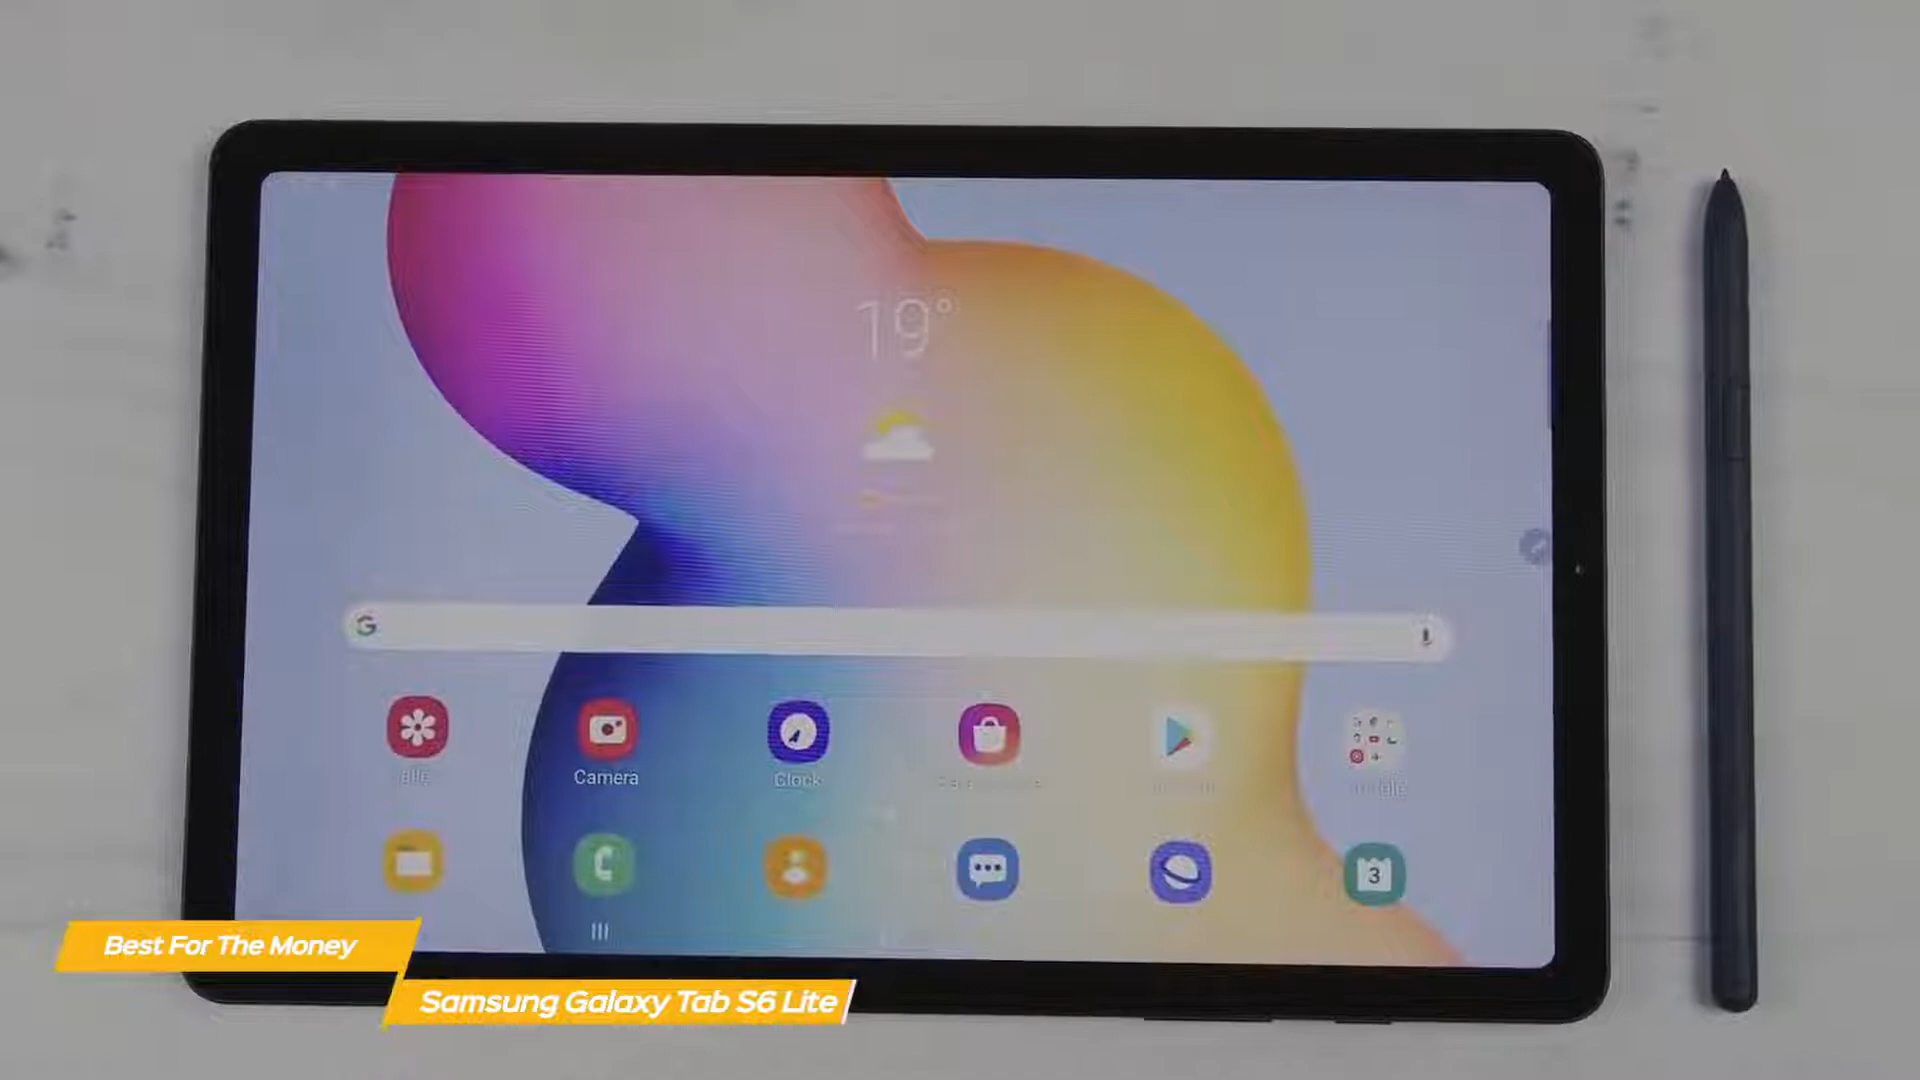 19°
G
Camera
Clock
3
Best For The Money
Samsung Galaxy Tab S6 Lite